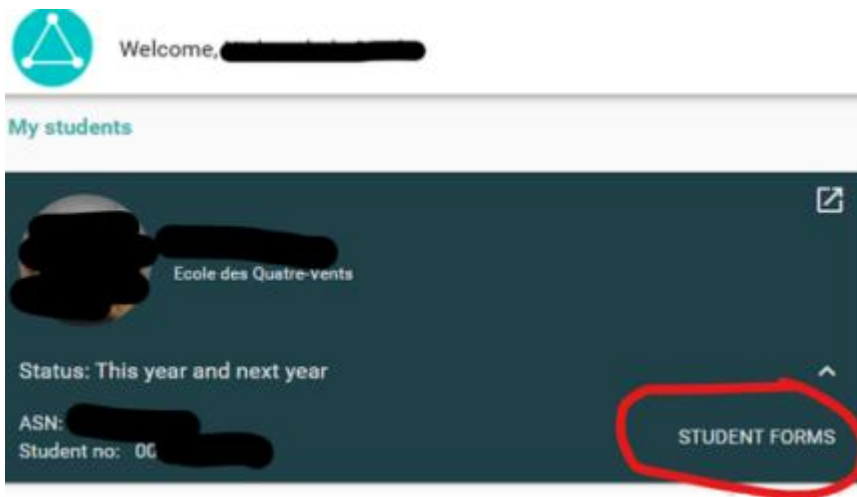 Welcome,
My students
Ecole des Quatre-vents
Status: This year and next year
ASN:
Student no: 00
STUDENT FORMS